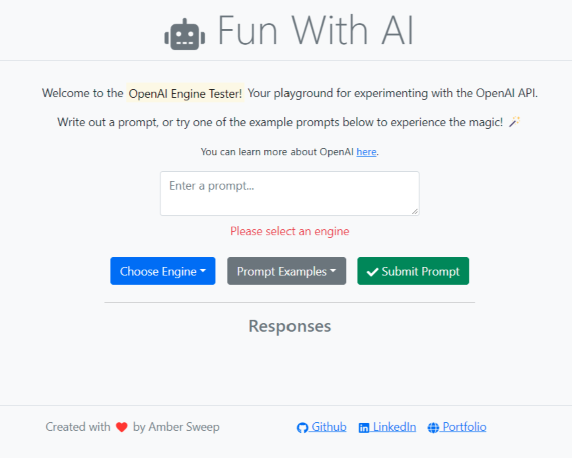 Fun With AI
Welcome to the OpenAI Engine Tester! Your playground for experimenting with the OpenAI API.
Write out a prompt, or try one of the example prompts below to experience the magic!
You can learn more about OpenAI here.
Enter a prompt...
Please select an engine
Choose Engine Prompt Examples Submit Prompt
Responses
Created with ❤ by Amber Sweep Github LinkedIn Portfolio